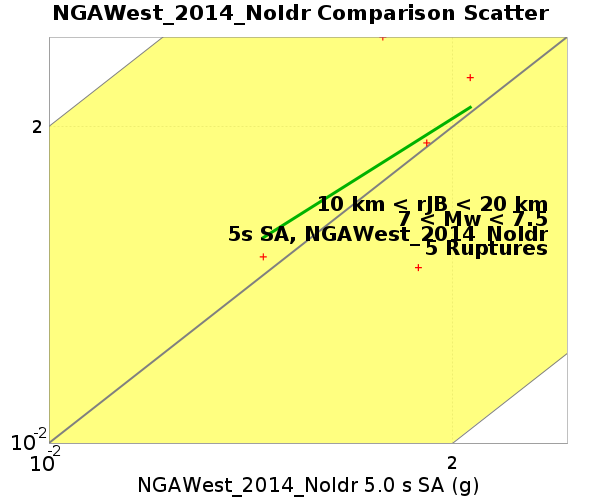 NGAWest_2014_NoIdr Comparison Scatter
2
10 km < rJB < 20 km
7 < Mw < 7.5
5s SA, NGAWest_2014_NoIdr
5 Ruptures
10-2
10-2
2
NGAWest_2014_NoIdr 5.0 s SA (g)